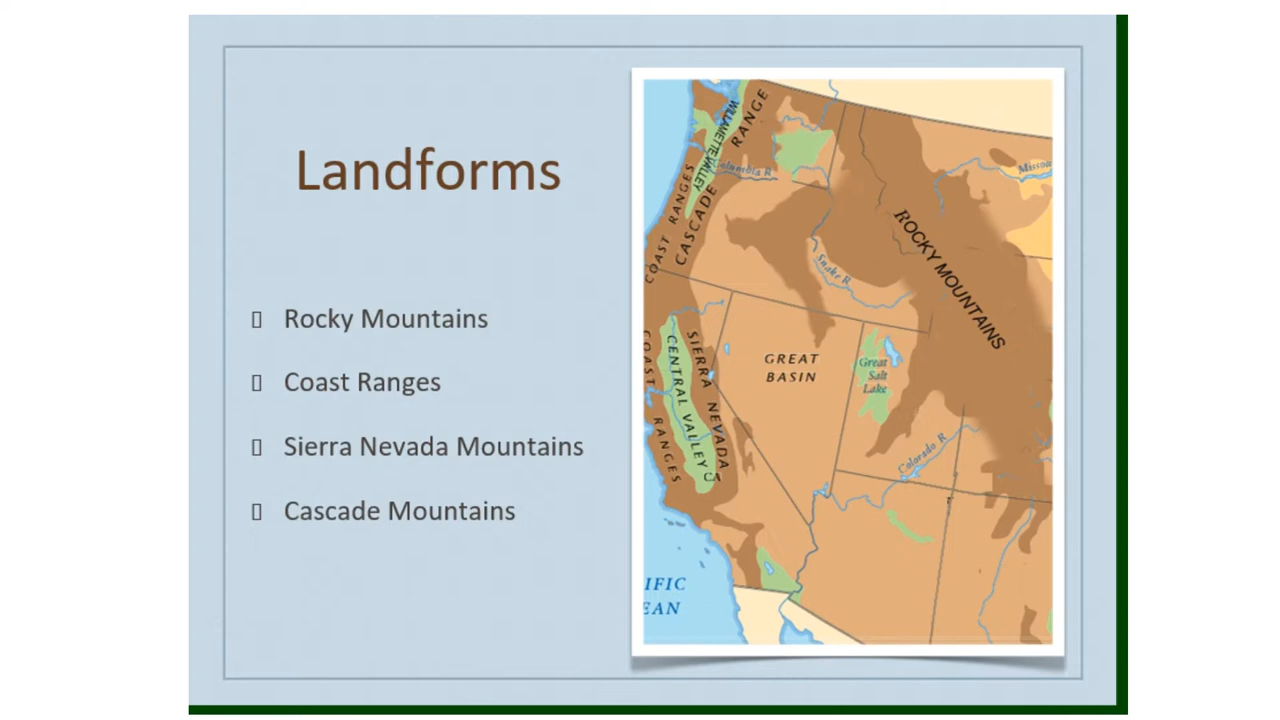 Landforms
Rocky Mountains
Coast Ranges
Sierra Nevada Mountains
Cascade Mountains
WILLAMETTE VALLEY
CASCADE RANGE
COAST RANGES
Columbia R
Missou
ROCKY MOUNTAINS
Snake R
GREAT
BASIN
Great
Salt
Lake
SIERRA NEVADA
CENTRAL VALLEY
COAST RANGES
Colorado R
IFIC
EAN